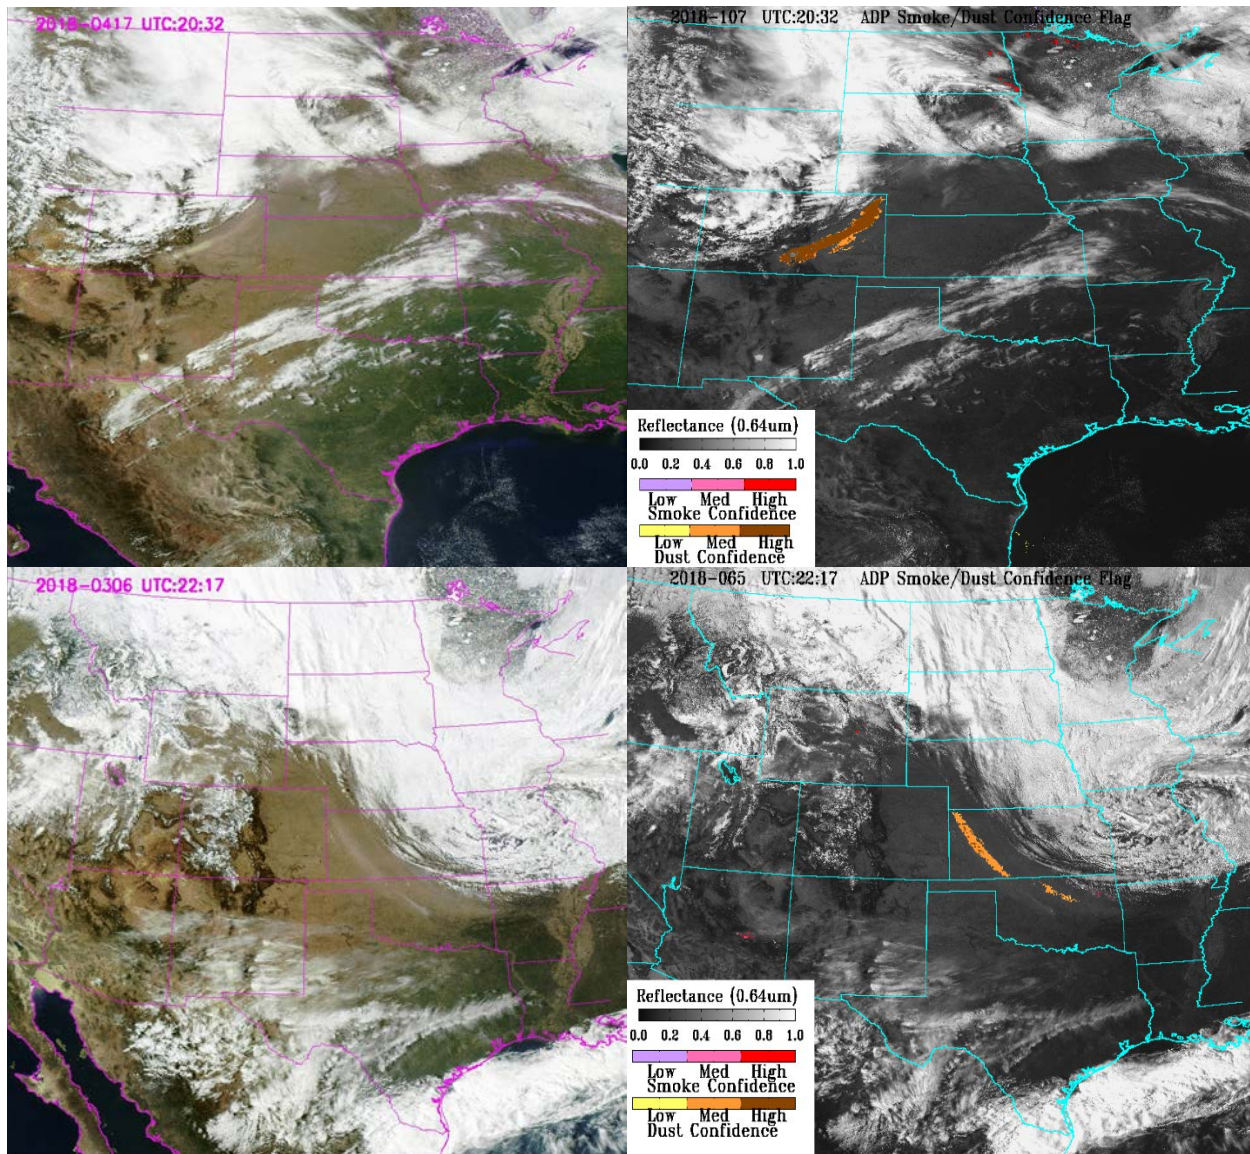 2018-0417 UTC:20:32
2018-107 UTC:20:32 ADP Smoke/Dust Confidence Flag
Reflectance (0.64um)
0.0 0.2 0.4 0.6 0.8 1.0
Low Med High
Smoke Confidence
Low Med High
Dust Confidence
2018-0306 UTC:22:17
2018-065 UTC:22:17 ADP Smoke/Dust Confidence Flag
Reflectance (0.64um)
0.0 0.2 0.4 0.6 0.8 1.0
Low Med High
Smoke Confidence
Low Med High
Dust Confidence